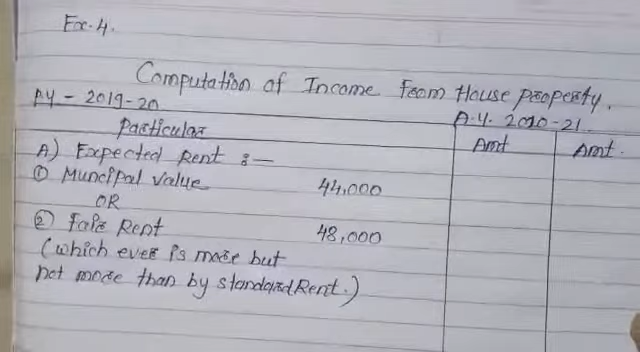 Ex-4.
Computation of Income from House property.
PY - 2019-20
A.Y. 2020-21
Particular Amt Amt.
A) Expected Rent :-
① Muncipal value 44,000
OR
② Fair Rent 48,000
(which ever is more but
not more than by standard Rent.)